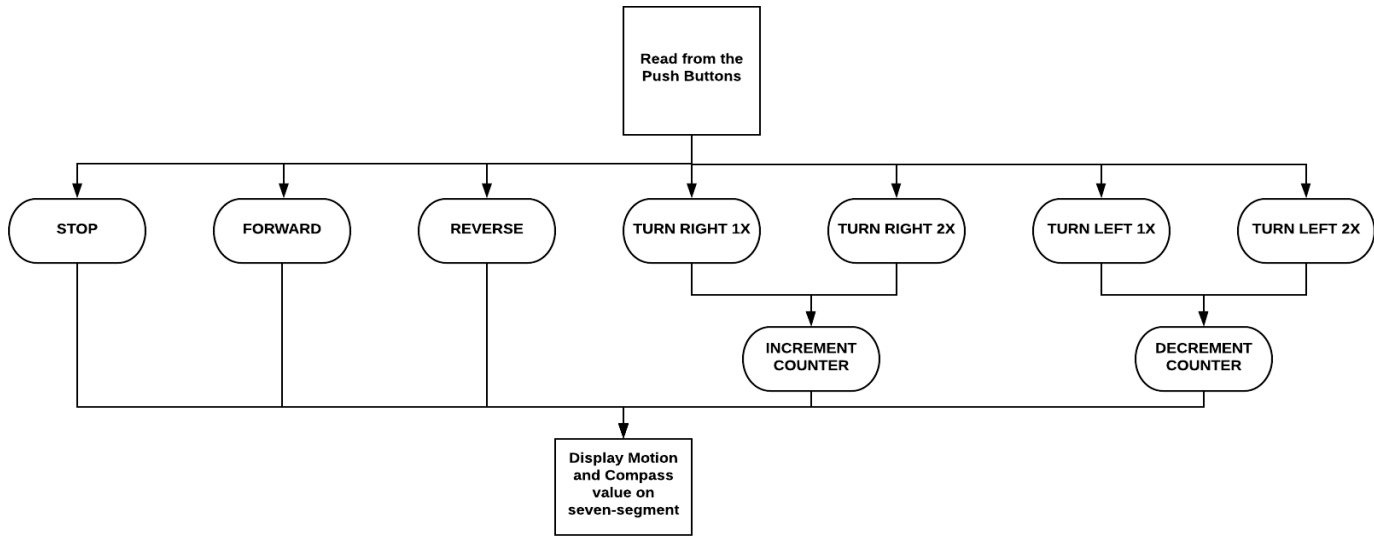 Read from the
Push Buttons
STOP
FORWARD
REVERSE
TURN RIGHT 1X
TURN RIGHT 2X
TURN LEFT 1X
TURN LEFT 2X
INCREMENT
COUNTER
DECREMENT
COUNTER
Display Motion
and Compass
value on
seven-segment